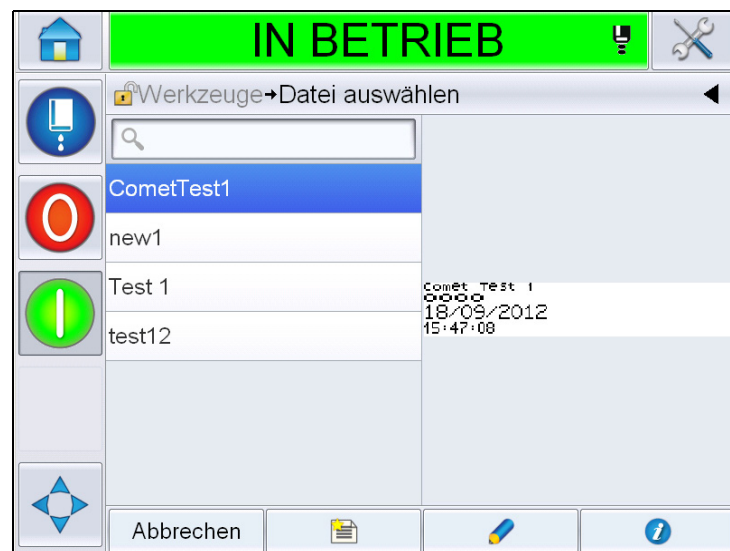 IN BETRIEB
Werkzeuge→Datei auswählen
CometTest1
new1
Test 1
test12
Comet Test 1
0000
18/09/2012
15:47:08
Abbrechen